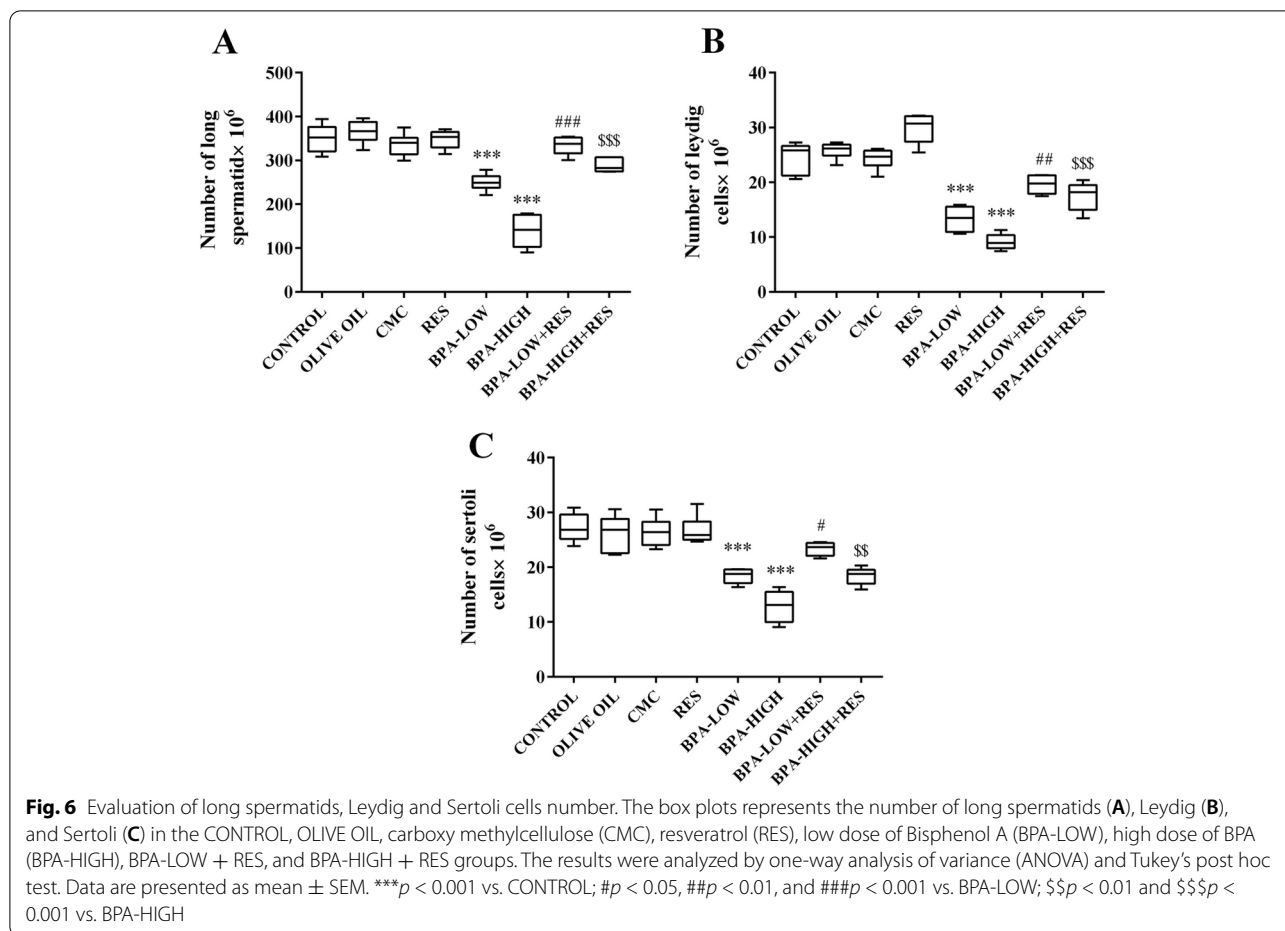 A
Number of long
spermatid× 10⁶
500
400
300
200
100
0
***
***
###
$$$
CONTROL
OLIVE OIL
CMC
RES
BPA-LOW
BPA-HIGH
BPA-LOW+RES
BPA-HIGH+RES
B
Number of leydig
cells× 10⁶
40
30
20
10
0
***
***
##
$$$
CONTROL
OLIVE OIL
CMC
RES
BPA-LOW
BPA-HIGH
BPA-LOW+RES
BPA-HIGH+RES
C
Number of sertoli
cells× 10⁶
40
30
20
10
0
***
***
#
$$
CONTROL
OLIVE OIL
CMC
RES
BPA-LOW
BPA-HIGH
BPA-LOW+RES
BPA-HIGH+RES
Fig. 6 Evaluation of long spermatids, Leydig and Sertoli cells number. The box plots represents the number of long spermatids (A), Leydig (B),
and Sertoli (C) in the CONTROL, OLIVE OIL, carboxy methylcellulose (CMC), resveratrol (RES), low dose of Bisphenol A (BPA-LOW), high dose of BPA
(BPA-HIGH), BPA-LOW + RES, and BPA-HIGH + RES groups. The results were analyzed by one-way analysis of variance (ANOVA) and Tukey’s post hoc
test. Data are presented as mean ± SEM. ***p < 0.001 vs. CONTROL; #p < 0.05, ##p < 0.01, and ###p < 0.001 vs. BPA-LOW; $$p < 0.01 and $$$p <
0.001 vs. BPA-HIGH